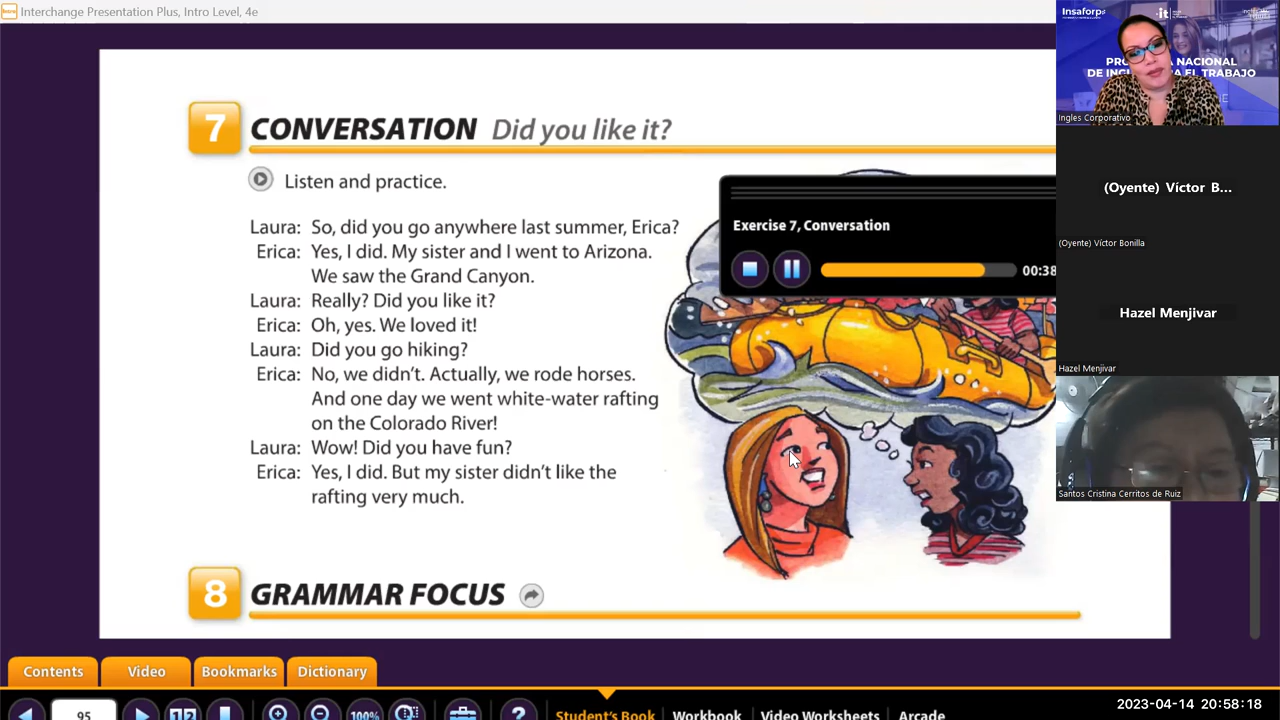 Interchange Presentation Plus, Intro Level, 4e
7 CONVERSATION Did you like it?
Listen and practice.
Laura: So, did you go anywhere last summer, Erica?
Erica: Yes, I did. My sister and I went to Arizona.
We saw the Grand Canyon.
Laura: Really? Did you like it?
Erica: Oh, yes. We loved it!
Laura: Did you go hiking?
Erica: No, we didn't. Actually, we rode horses.
And one day we went white-water rafting
on the Colorado River!
Laura: Wow! Did you have fun?
Erica: Yes, I did. But my sister didn't like the
rafting very much.
Exercise 7, Conversation
00:38
8 GRAMMAR FOCUS
Contents Video Bookmarks Dictionary
95 1 2 100% ? Student's Book Workbook Video Worksheets Arcade
Insaforp
NACIONAL
EL TRABAJO
Ingles Corporativo
(Oyente) Víctor B...
(Oyente) Víctor Bonilla
Hazel Menjivar
Hazel Menjivar
Santos Cristina Cerritos de Ruiz
2023-04-14 20:58:18